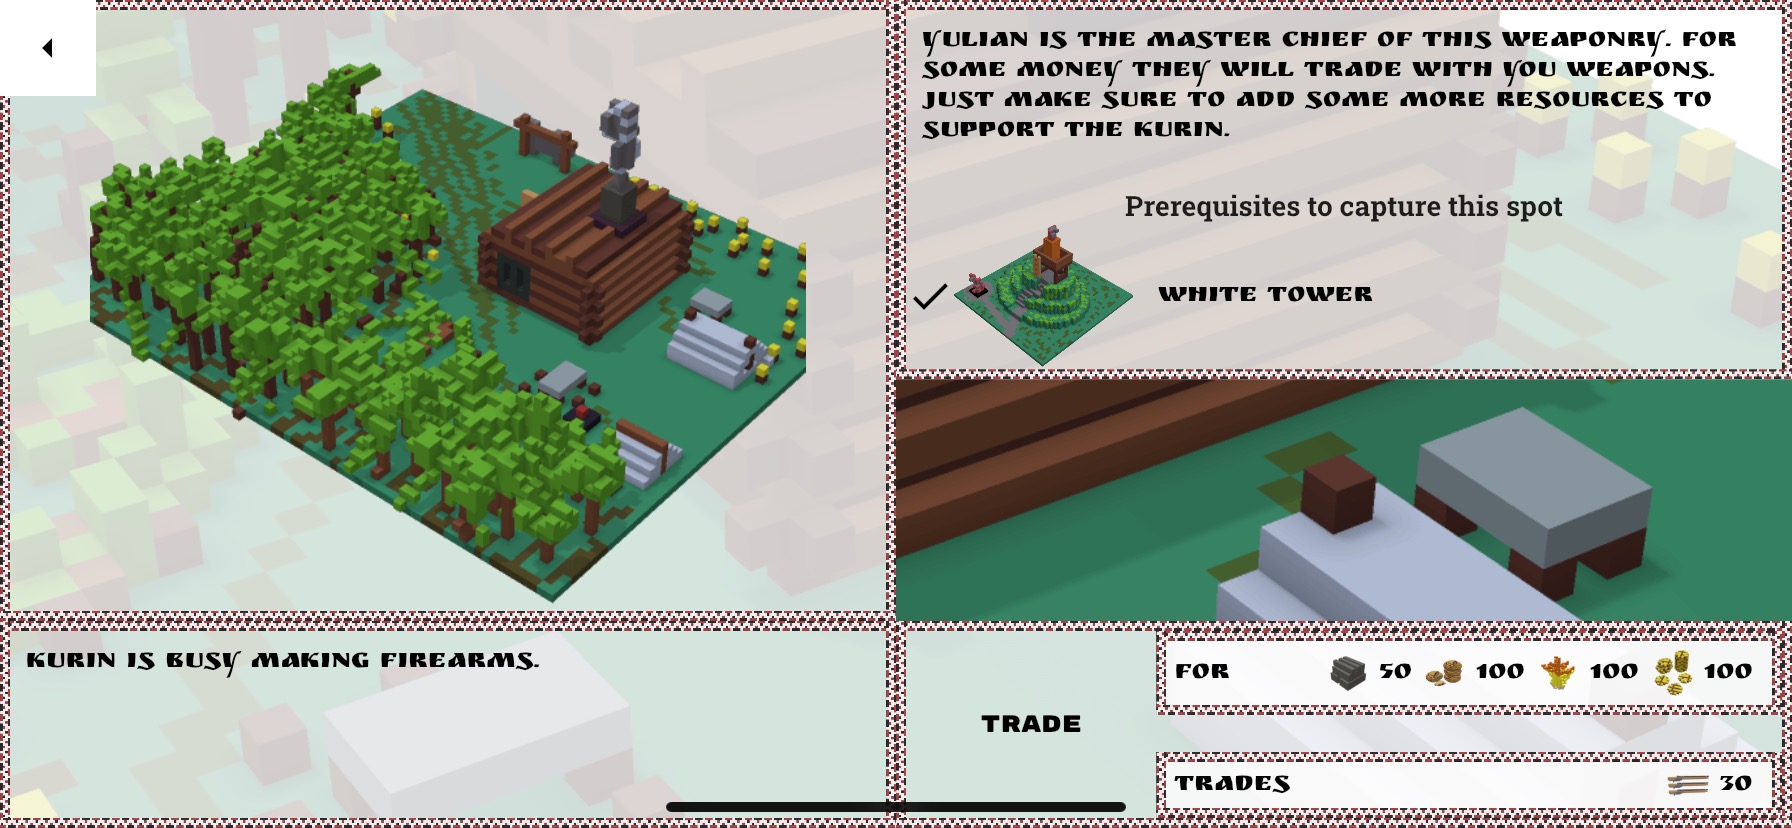 YULIAN IS THE MASTER CHIEF OF THIS WEAPONRY. FOR
SOME MONEY THEY WILL TRADE WITH YOU WEAPONS.
JUST MAKE SURE TO ADD SOME MORE RESOURCES TO
SUPPORT THE KURIN.
Prerequisites to capture this spot
WHITE TOWER
KURIN IS BUSY MAKING FIREARMS.
TRADE
FOR 50 100 100 100
TRADES 30